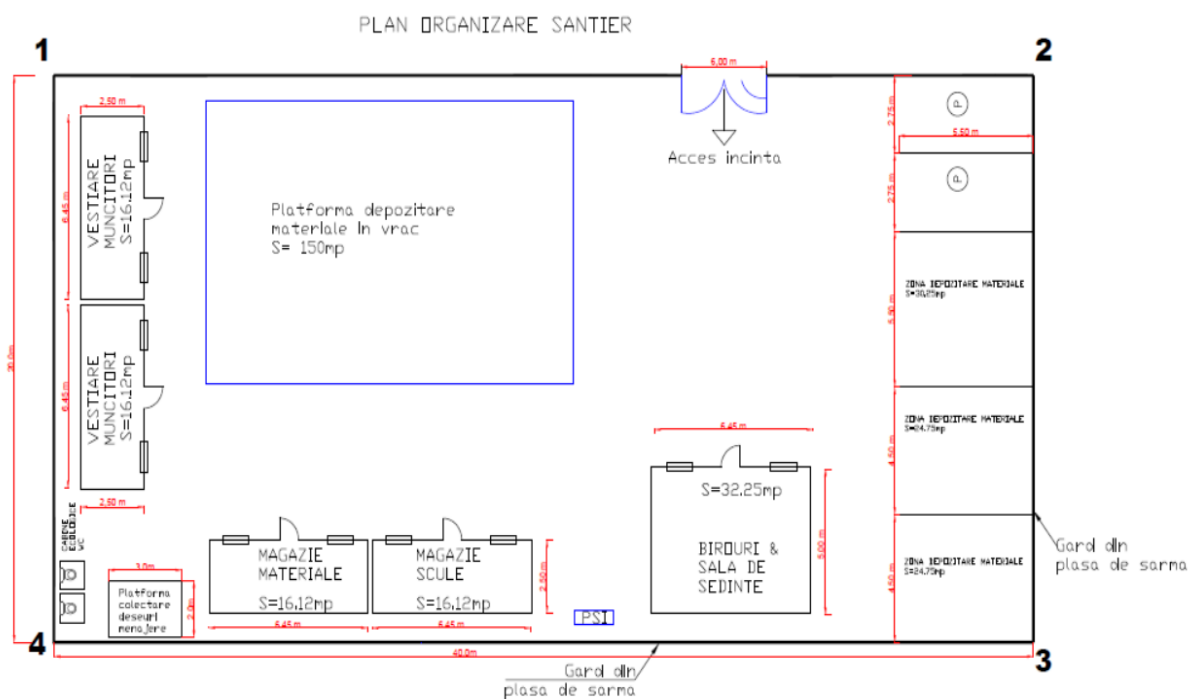 PLAN ORGANIZARE SANTIER
1
2
6,00 m
2,50 m
2,75 m
P
5,50 m
Acces incinta
6,45 m
VESTIARE
MUNCITORI
S=16,12mp
Platforma depozitare
materiale in vrac
S= 150mp
2,75 m
P
ZONA DEPOZITARE MATERIALE
S=30,25mp
5,50 m
6,45 m
VESTIARE
MUNCITORI
S=16,12mp
2,50 m
ZONA DEPOZITARE MATERIALE
S=24,75mp
4,50 m
6,45 m
S=32,25mp
BIROURI &
SALA DE
SEDINTE
5,00 m
CABINE
ECOLOGICE
WC
MAGAZIE
MATERIALE
S=16,12mp
6,45 m
MAGAZIE
SCULE
S=16,12mp
6,45 m
2,50 m
ZONA DEPOZITARE MATERIALE
S=24,75mp
4,50 m
Gard din
plasa de sarma
3,0m
Platforma
colectare
deseuri
menajere
2,0m
PSI
4
3
40,0m
Gard din
plasa de sarma